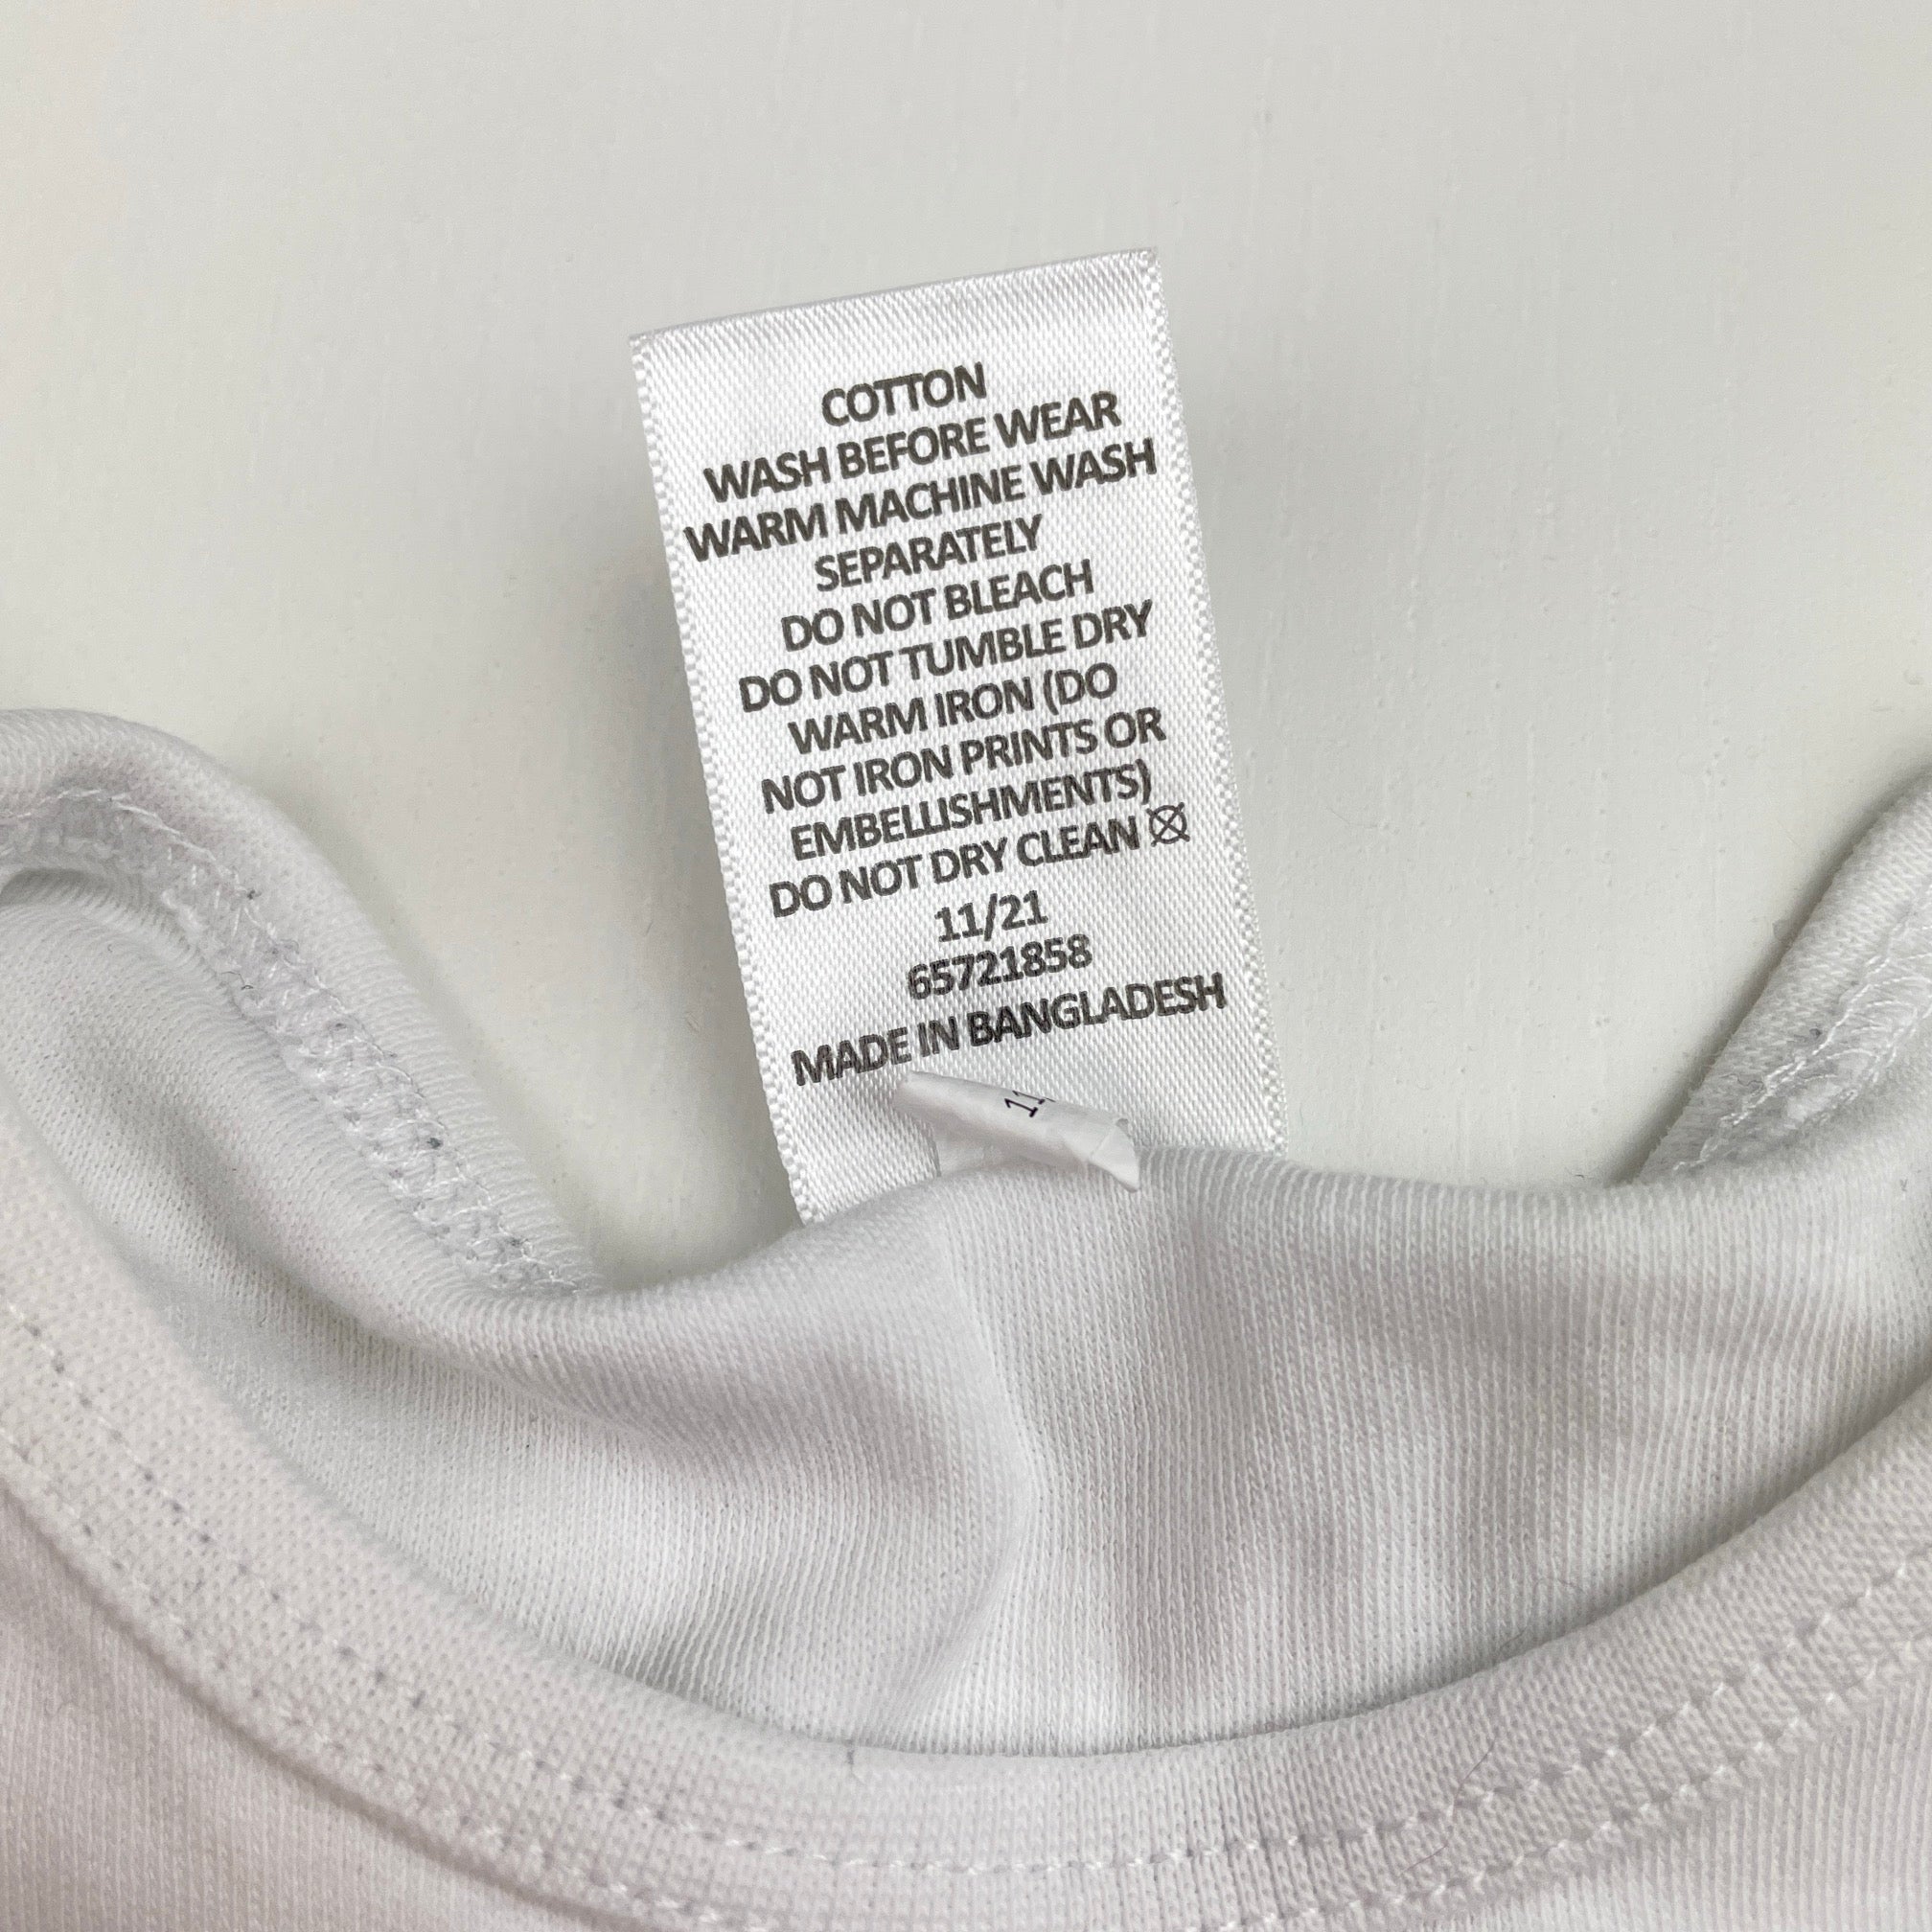 COTTON
WASH BEFORE WEAR
WARM MACHINE WASH
SEPARATELY
DO NOT BLEACH
DO NOT TUMBLE DRY
WARM IRON (DO
NOT IRON PRINTS OR
EMBELLISHMENTS)
DO NOT DRY CLEAN
11/21
65721858
MADE IN BANGLADESH